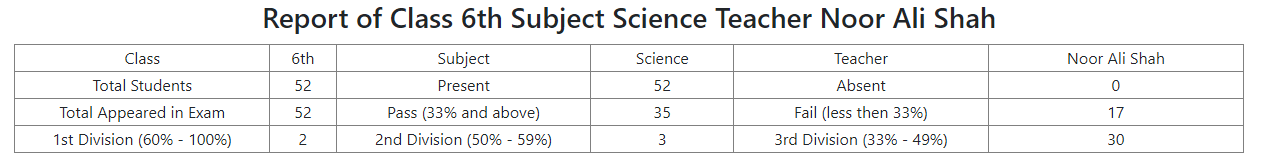 Report of Class 6th Subject Science Teacher Noor Ali Shah
Class 6th Subject Science Teacher Noor Ali Shah
Total Students 52 Present 52 Absent 0
Total Appeared in Exam 52 Pass (33% and above) 35 Fail (less then 33%) 17
1st Division (60% - 100%) 2 2nd Division (50% - 59%) 3 3rd Division (33% - 49%) 30